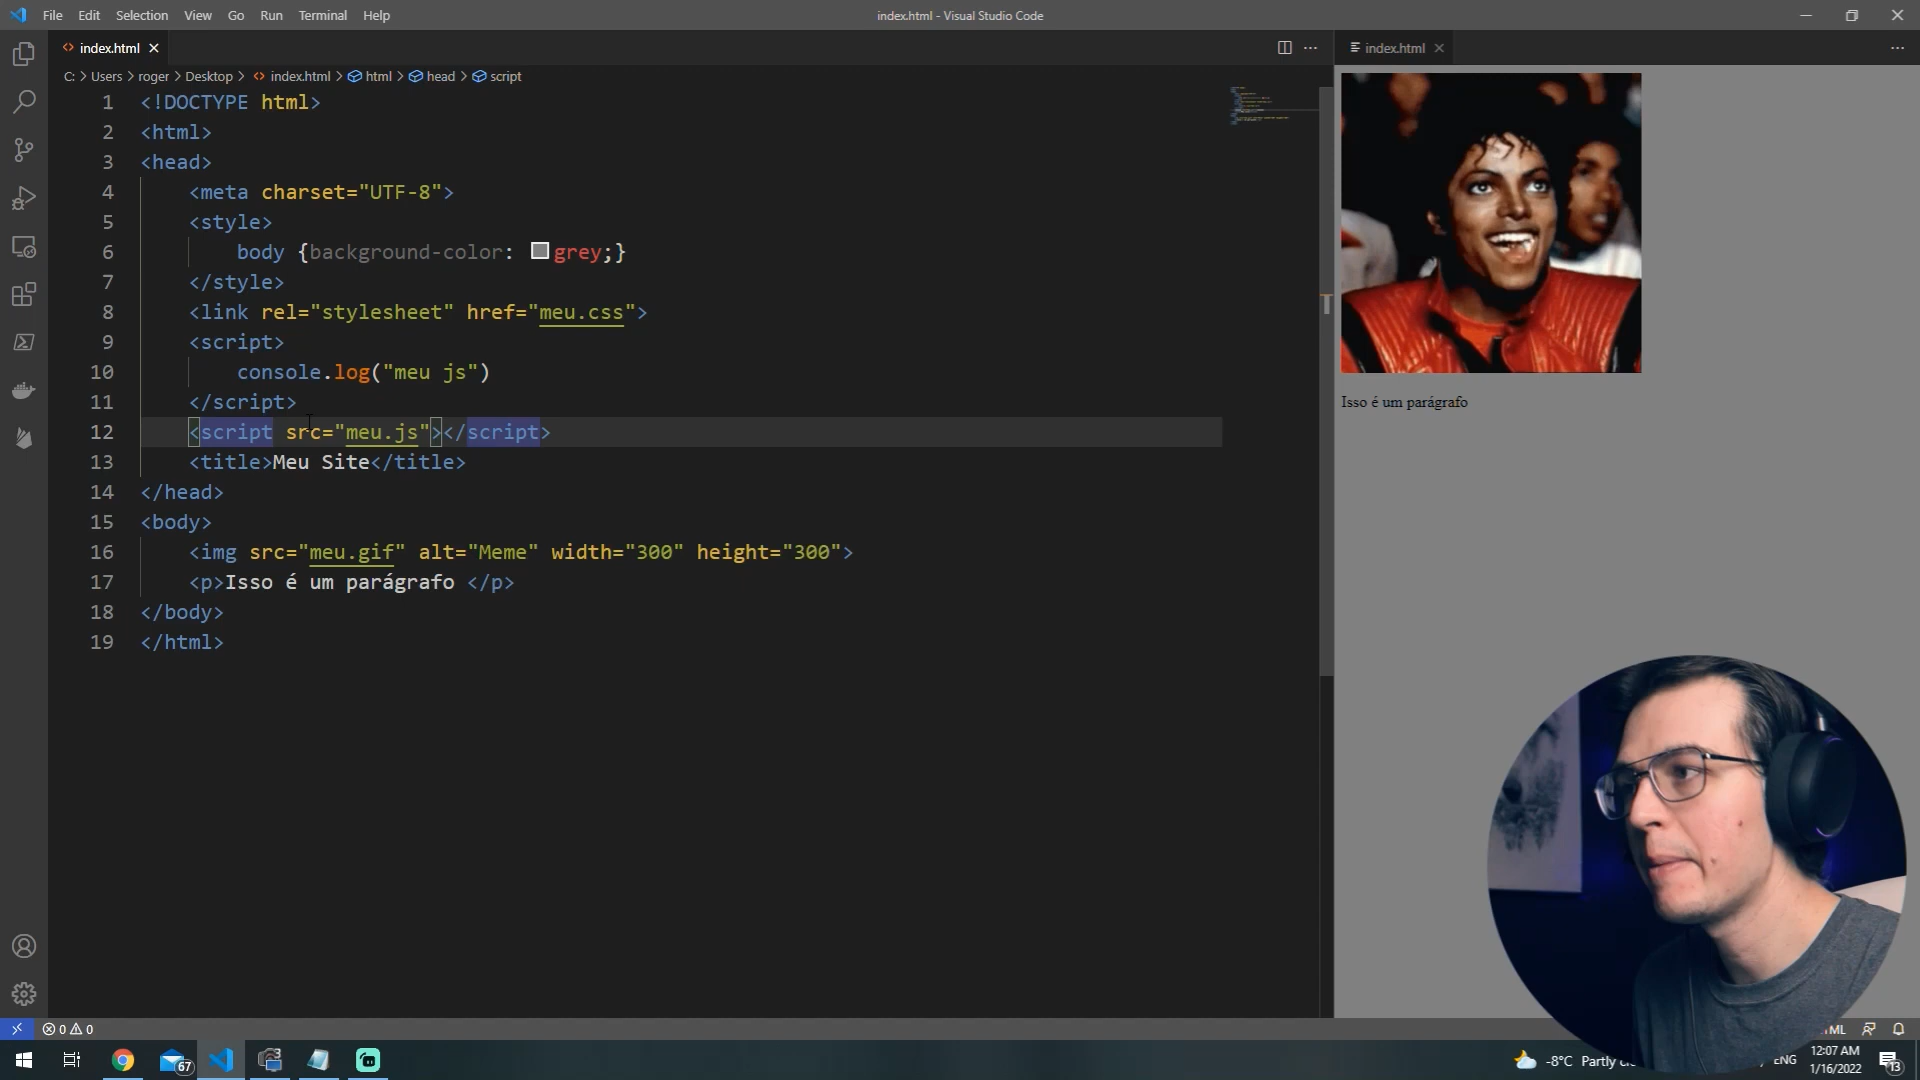 File Edit Selection View Go Run Terminal Help
index.html - Visual Studio Code
index.html
index.html
C: > Users > roger > Desktop > index.html > html > head > script
1 <!DOCTYPE html>
2 <html>
3 <head>
4 <meta charset="UTF-8">
5 <style>
6 body {background-color: grey;}
7 </style>
8 <link rel="stylesheet" href="meu.css">
9 <script>
10 console.log("meu js")
11 </script>
12 <script src="meu.js"></script>
13 <title>Meu Site</title>
14 </head>
15 <body>
16 <img src="meu.gif" alt="Meme" width="300" height="300">
17 <p>Isso é um parágrafo </p>
18 </body>
19 </html>
Isso é um parágrafo
0 0
67
-8°C Partly
ENG
12:07 AM
1/16/2022
13